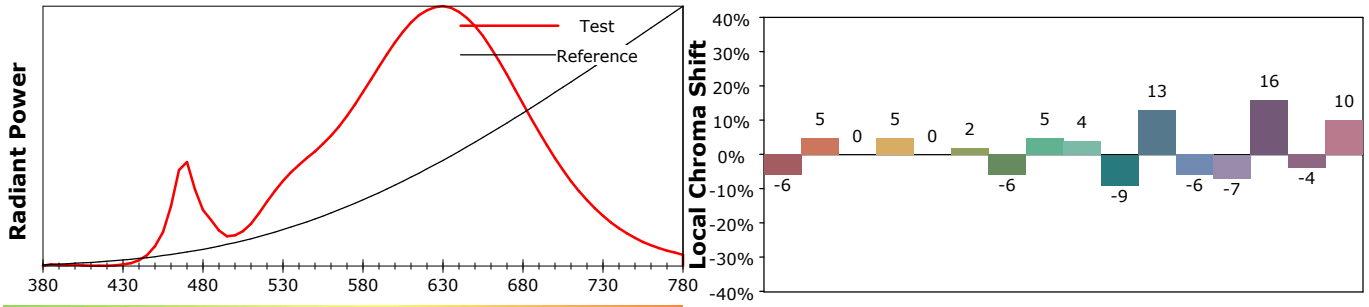 Radiant Power
Test
Reference
380 430 480 530 580 630 680 730 780
Local Chroma Shift
40%
30%
20%
10%
0%
-10%
-20%
-30%
-40%
-6 5 0 5 0 2 -6 5 4 -9 13 -6 -7 16 -4 10